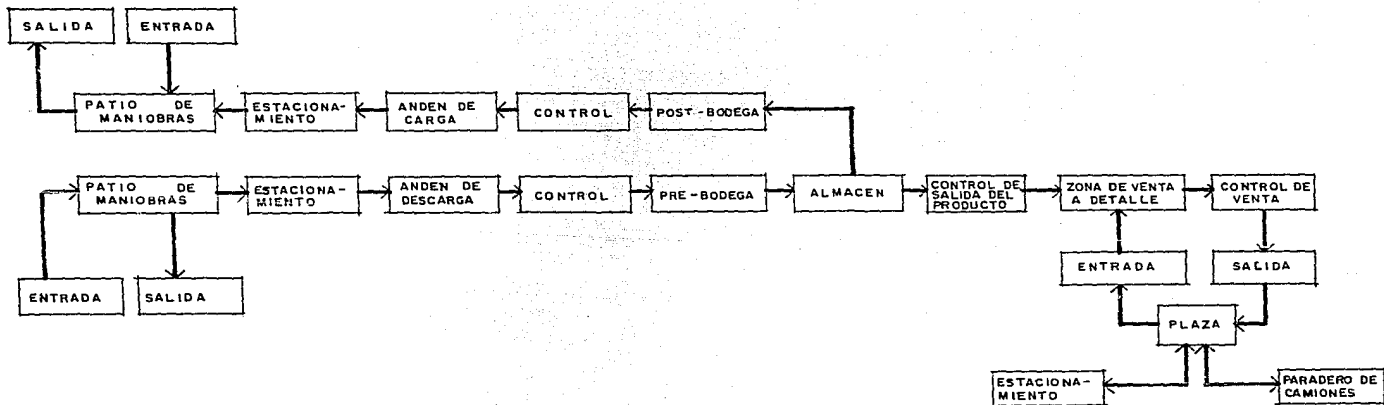 SALIDA
ENTRADA
PATIO DE
MANIOBRAS
ESTACIONA-
MIENTO
ANDEN DE
CARGA
CONTROL
POST-BODEGA
PATIO DE
MANIOBRAS
ESTACIONA-
MIENTO
ANDEN DE
DESCARGA
CONTROL
PRE-BODEGA
ALMACEN
CONTROL DE
SALIDA DEL
PRODUCTO
ZONA DE VENTA
A DETALLE
CONTROL DE
VENTA
ENTRADA
SALIDA
ENTRADA
SALIDA
PLAZA
ESTACIONA-
MIENTO
PARADERO DE
CAMIONES